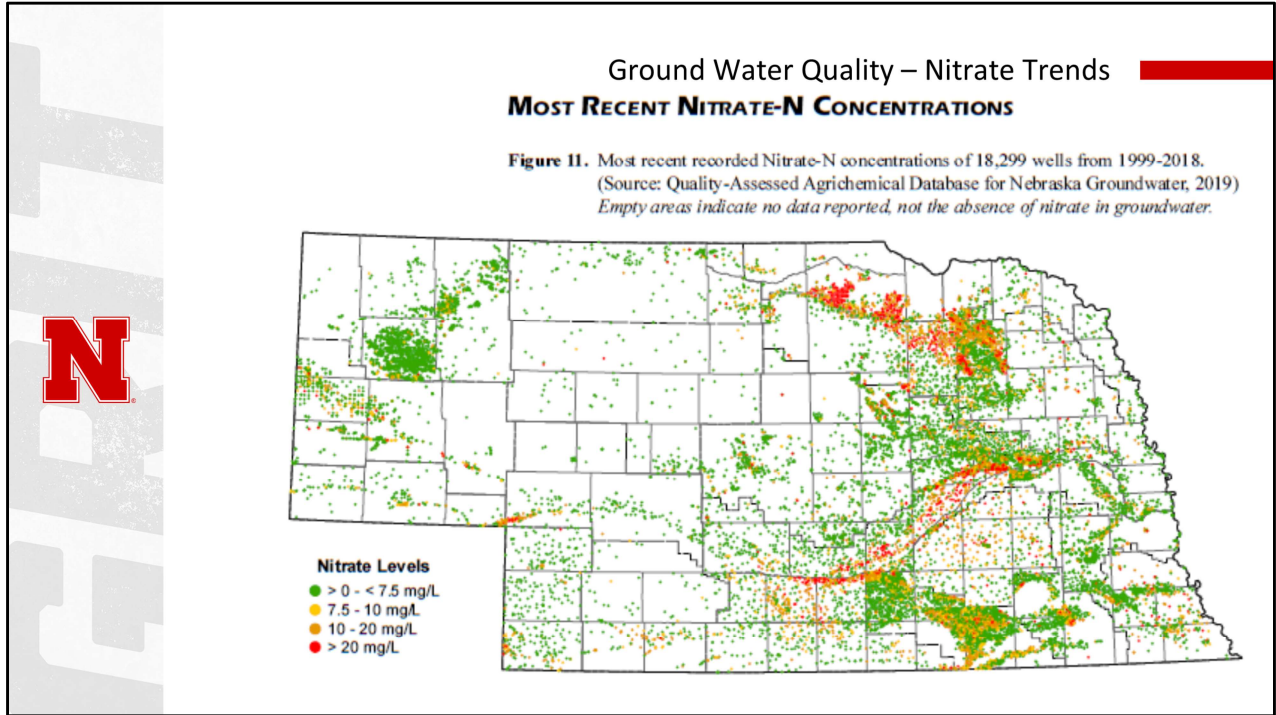 Ground Water Quality – Nitrate Trends
MOST RECENT NITRATE-N CONCENTRATIONS
Figure 11. Most recent recorded Nitrate-N concentrations of 18,299 wells from 1999-2018.
(Source: Quality-Assessed Agrichemical Database for Nebraska Groundwater, 2019)
Empty areas indicate no data reported, not the absence of nitrate in groundwater.
N
Nitrate Levels
> 0 - < 7.5 mg/L
7.5 - 10 mg/L
10 - 20 mg/L
> 20 mg/L